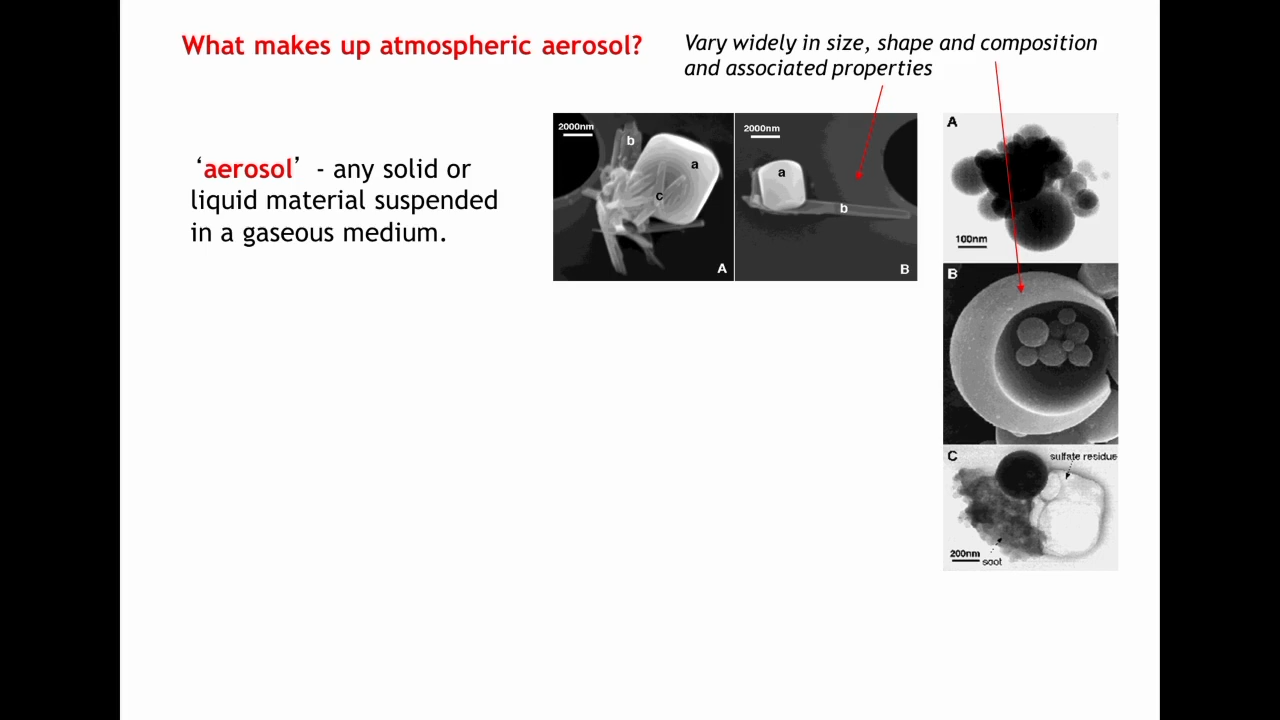 What makes up atmospheric aerosol?
Vary widely in size, shape and composition
and associated properties
‘aerosol’ - any solid or
liquid material suspended
in a gaseous medium.
2000nm
b
a
c
A
2000nm
a
b
B
A
100nm
B
C
sulfate residue
200nm
soot